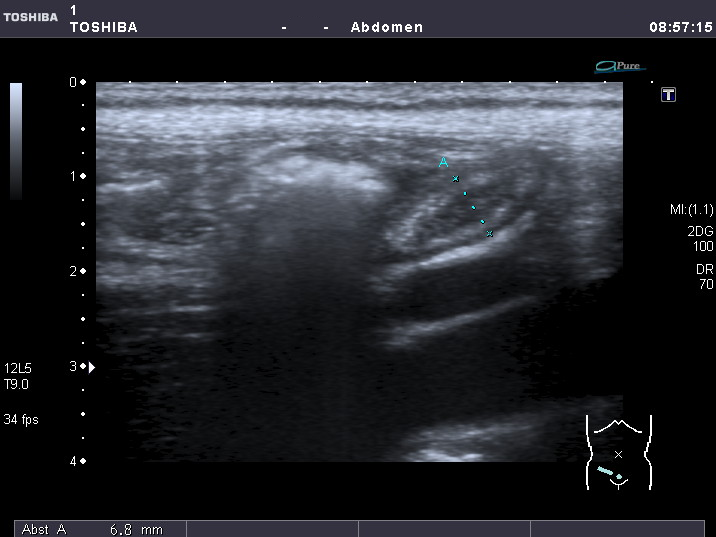 TOSHIBA
1
TOSHIBA - - Abdomen 08:57:15
aPure
T
0
1
2
3
4
A
MI:(1.1)
2DG
100
DR
70
12L5
T9.0
34 fps
Abst A 6.8 mm